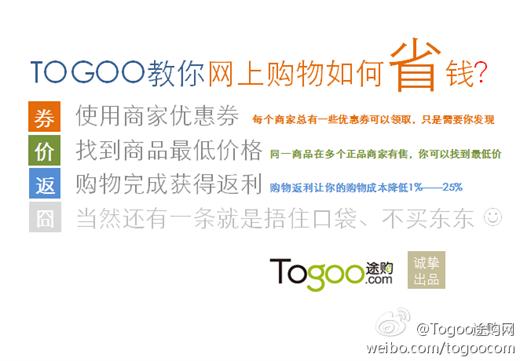 TOGOO教你网上购物如何省钱?
券 使用商家优惠券 每个商家总有一些优惠券可以领取，只是需要你发现
价 找到商品最低价格 同一商品在多个正品商家有售，你可以找到最低价
返 购物完成获得返利 购物返利让你的购物成本降低1%——25%
囧 当然还有一条就是捂住口袋、不买东东
Togoo途购.com 诚挚出品
@Togoo途购网
weibo.com/togoocom